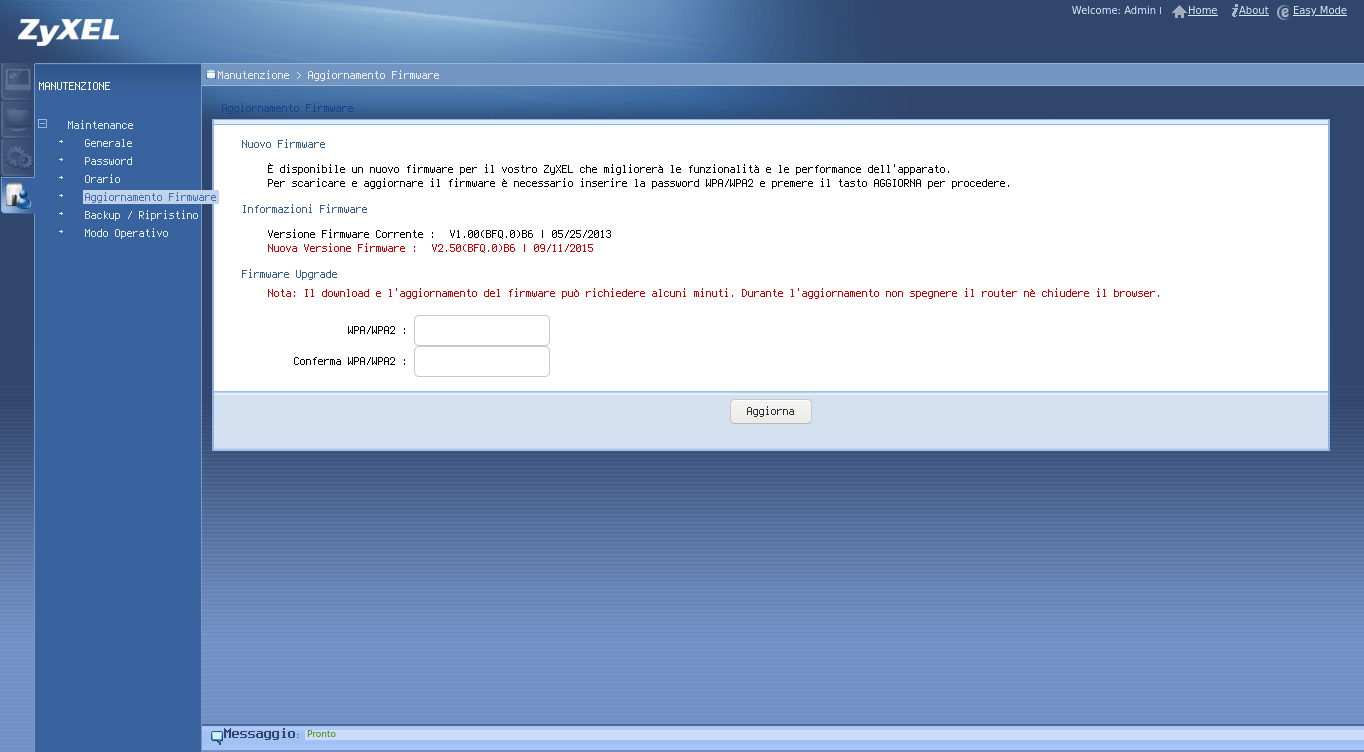 ZyXEL
Welcome: Admin |
Home
About
Easy Mode
Manutenzione > Aggiornamento Firmware
MANUTENZIONE
Maintenance
Generale
Password
Orario
Aggiornamento Firmware
Backup / Ripristino
Modo Operativo
Aggiornamento Firmware
Nuovo Firmware
È disponibile un nuovo firmware per il vostro ZyXEL che migliorerà le funzionalità e le performance dell'apparato.
Per scaricare e aggiornare il firmware è necessario inserire la password WPA/WPA2 e premere il tasto AGGIORNA per procedere.
Informazioni Firmware
Versione Firmware Corrente : V1.00(BFQ.0)B6 | 05/25/2013
Nuova Versione Firmware : V2.50(BFQ.0)B6 | 09/11/2015
Firmware Upgrade
Nota: Il download e l'aggiornamento del firmware può richiedere alcuni minuti. Durante l'aggiornamento non spegnere il router nè chiudere il browser.
WPA/WPA2 :
Conferma WPA/WPA2 :
Aggiorna
Messaggio: Pronto